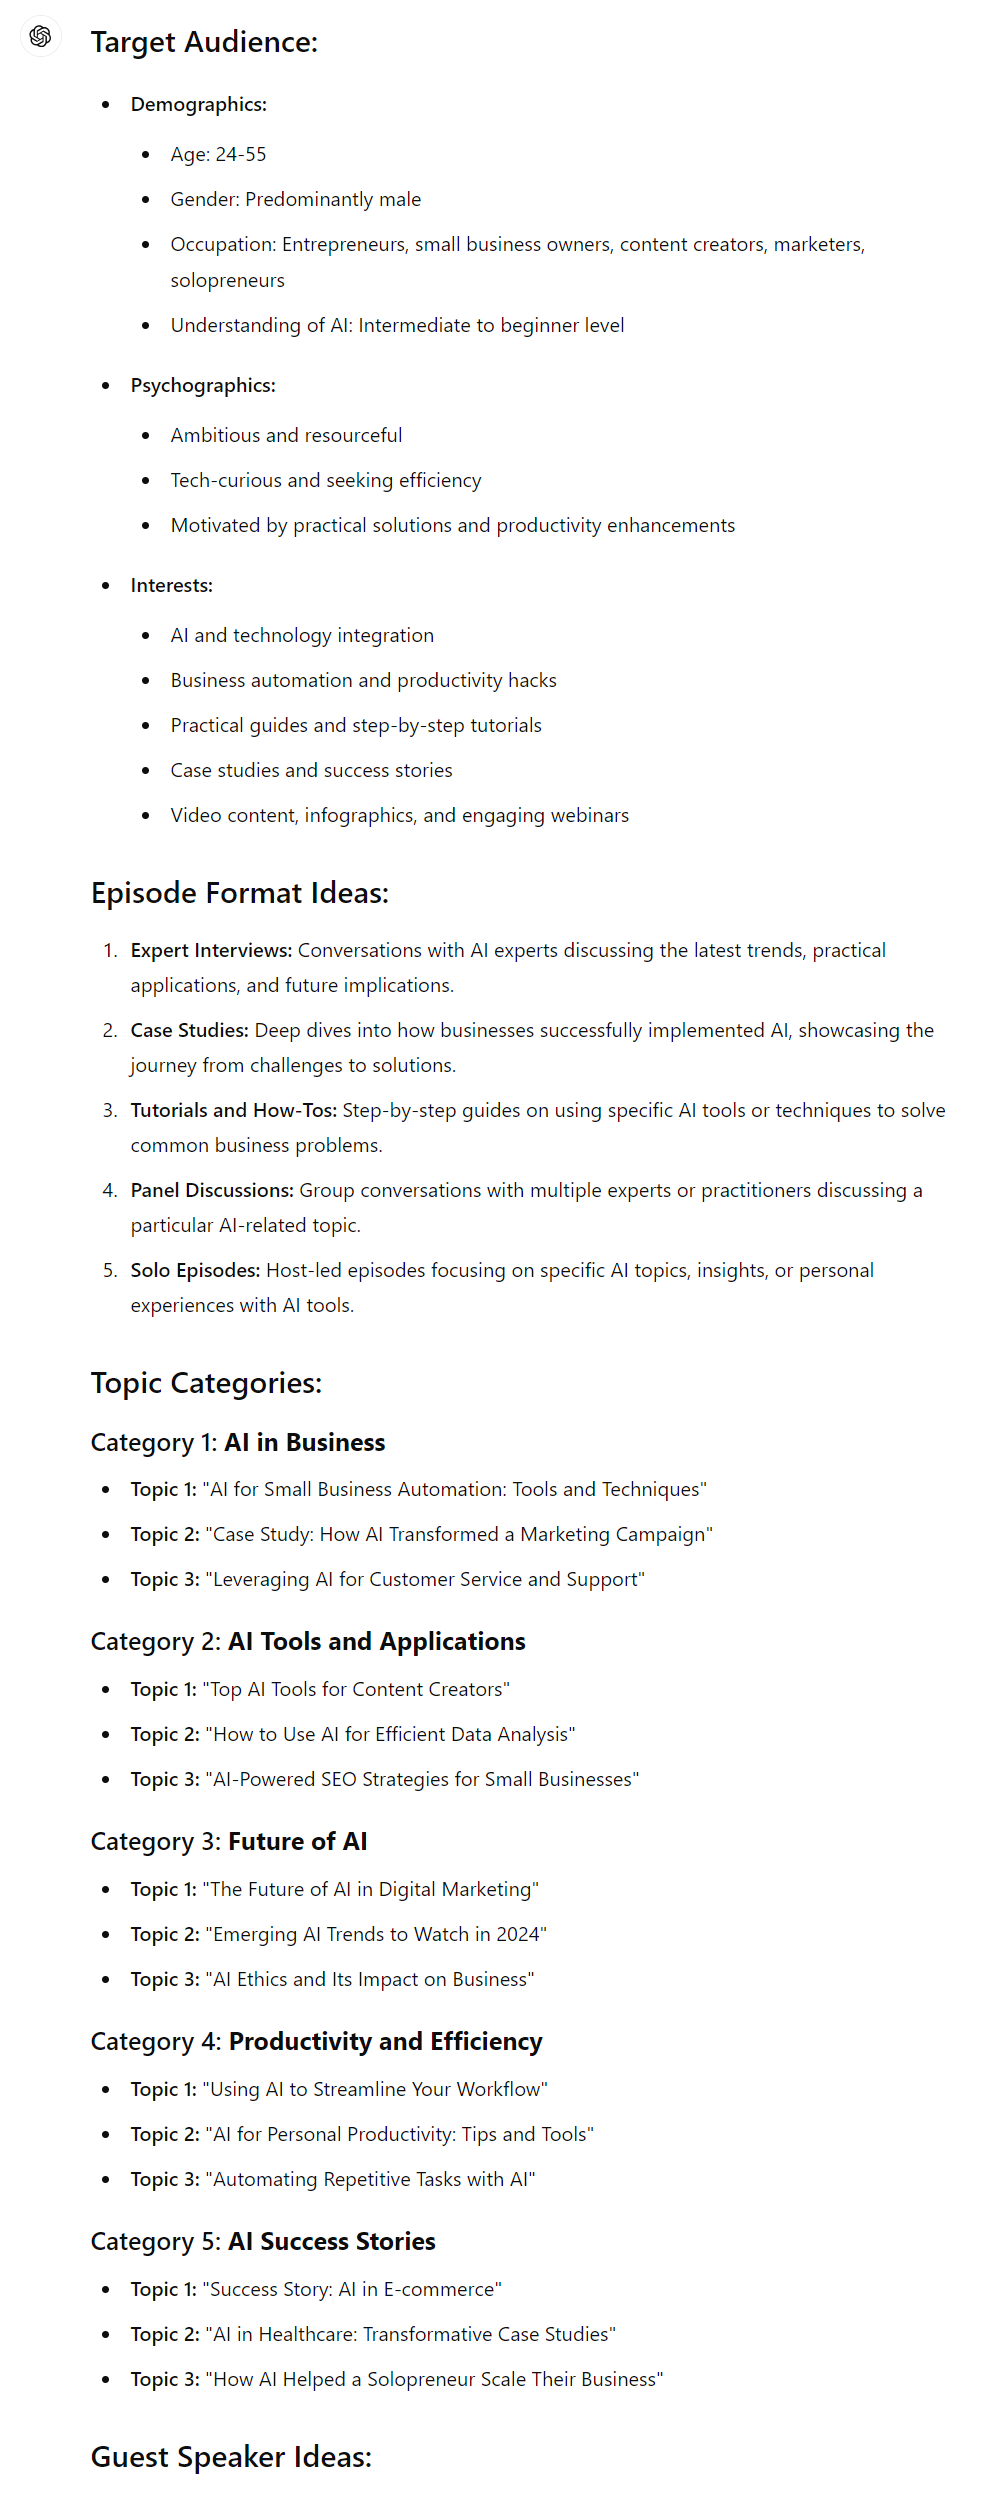 Target Audience:
Demographics:
Age: 24-55
Gender: Predominantly male
Occupation: Entrepreneurs, small business owners, content creators, marketers,
solopreneurs
Understanding of AI: Intermediate to beginner level
Psychographics:
Ambitious and resourceful
Tech-curious and seeking efficiency
Motivated by practical solutions and productivity enhancements
Interests:
AI and technology integration
Business automation and productivity hacks
Practical guides and step-by-step tutorials
Case studies and success stories
Video content, infographics, and engaging webinars
Episode Format Ideas:
1. Expert Interviews: Conversations with AI experts discussing the latest trends, practical
applications, and future implications.
2. Case Studies: Deep dives into how businesses successfully implemented AI, showcasing the
journey from challenges to solutions.
3. Tutorials and How-Tos: Step-by-step guides on using specific AI tools or techniques to solve
common business problems.
4. Panel Discussions: Group conversations with multiple experts or practitioners discussing a
particular AI-related topic.
5. Solo Episodes: Host-led episodes focusing on specific AI topics, insights, or personal
experiences with AI tools.
Topic Categories:
Category 1: AI in Business
Topic 1: "AI for Small Business Automation: Tools and Techniques"
Topic 2: "Case Study: How AI Transformed a Marketing Campaign"
Topic 3: "Leveraging AI for Customer Service and Support"
Category 2: AI Tools and Applications
Topic 1: "Top AI Tools for Content Creators"
Topic 2: "How to Use AI for Efficient Data Analysis"
Topic 3: "AI-Powered SEO Strategies for Small Businesses"
Category 3: Future of AI
Topic 1: "The Future of AI in Digital Marketing"
Topic 2: "Emerging AI Trends to Watch in 2024"
Topic 3: "AI Ethics and Its Impact on Business"
Category 4: Productivity and Efficiency
Topic 1: "Using AI to Streamline Your Workflow"
Topic 2: "AI for Personal Productivity: Tips and Tools"
Topic 3: "Automating Repetitive Tasks with AI"
Category 5: AI Success Stories
Topic 1: "Success Story: AI in E-commerce"
Topic 2: "AI in Healthcare: Transformative Case Studies"
Topic 3: "How AI Helped a Solopreneur Scale Their Business"
Guest Speaker Ideas: